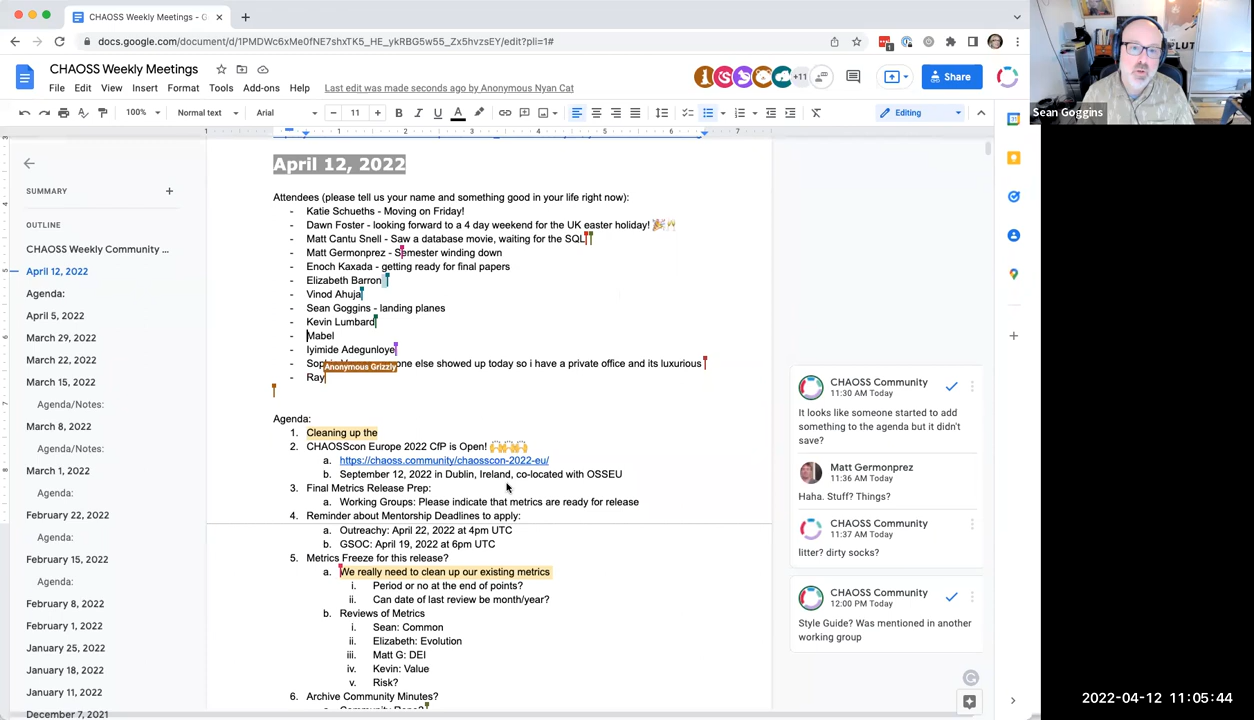 CHAOSS Weekly Meetings - G
docs.google.com/document/d/1PMDWc6xMe0fNE7shxTK5_HE_ykRBG5w55_Zx5hvzsEY/edit?pli=1#
CHAOSS Weekly Meetings
File Edit View Insert Format Tools Add-ons Help
Last edit was made seconds ago by Anonymous Nyan Cat
+11
Share
100%
Normal text
Arial
11
Editing
Sean Goggins
SUMMARY
OUTLINE
CHAOSS Weekly Community ...
April 12, 2022
Agenda:
April 5, 2022
March 29, 2022
March 22, 2022
March 15, 2022
Agenda/Notes:
March 8, 2022
Agenda/Notes:
March 1, 2022
Agenda:
February 22, 2022
Agenda:
February 15, 2022
Agenda:
February 8, 2022
February 1, 2022
January 25, 2022
January 18, 2022
January 11, 2022
December 7, 2021
April 12, 2022
Attendees (please tell us your name and something good in your life right now):
- Katie Schueths - Moving on Friday!
- Dawn Foster - looking forward to a 4 day weekend for the UK easter holiday! 🎉🥂
- Matt Cantu Snell - Saw a database movie, waiting for the SQL
- Matt Germonprez - Semester winding down
- Enoch Kaxada - getting ready for final papers
- Elizabeth Barron
- Vinod Ahuja
- Sean Goggins - landing planes
- Kevin Lumbard
- Mabel
- Iyimide Adegunloye
- one else showed up today so i have a private office and its luxurious
Anonymous Grizzly
- Ray
Agenda:
1. Cleaning up the
2. CHAOSScon Europe 2022 CfP is Open! 🙌🙌🙌
a. https://chaoss.community/chaosscon-2022-eu/
b. September 12, 2022 in Dublin, Ireland, co-located with OSSEU
3. Final Metrics Release Prep:
a. Working Groups: Please indicate that metrics are ready for release
4. Reminder about Mentorship Deadlines to apply:
a. Outreachy: April 22, 2022 at 4pm UTC
b. GSOC: April 19, 2022 at 6pm UTC
5. Metrics Freeze for this release?
a. We really need to clean up our existing metrics
i. Period or no at the end of points?
ii. Can date of last review be month/year?
b. Reviews of Metrics
i. Sean: Common
ii. Elizabeth: Evolution
iii. Matt G: DEI
iv. Kevin: Value
v. Risk?
6. Archive Community Minutes?
CHAOSS Community
11:30 AM Today
It looks like someone started to add
something to the agenda but it didn't
save?
Matt Germonprez
11:36 AM Today
Haha. Stuff? Things?
CHAOSS Community
11:37 AM Today
litter? dirty socks?
CHAOSS Community
12:00 PM Today
Style Guide? Was mentioned in another
working group
2022-04-12 11:05:44